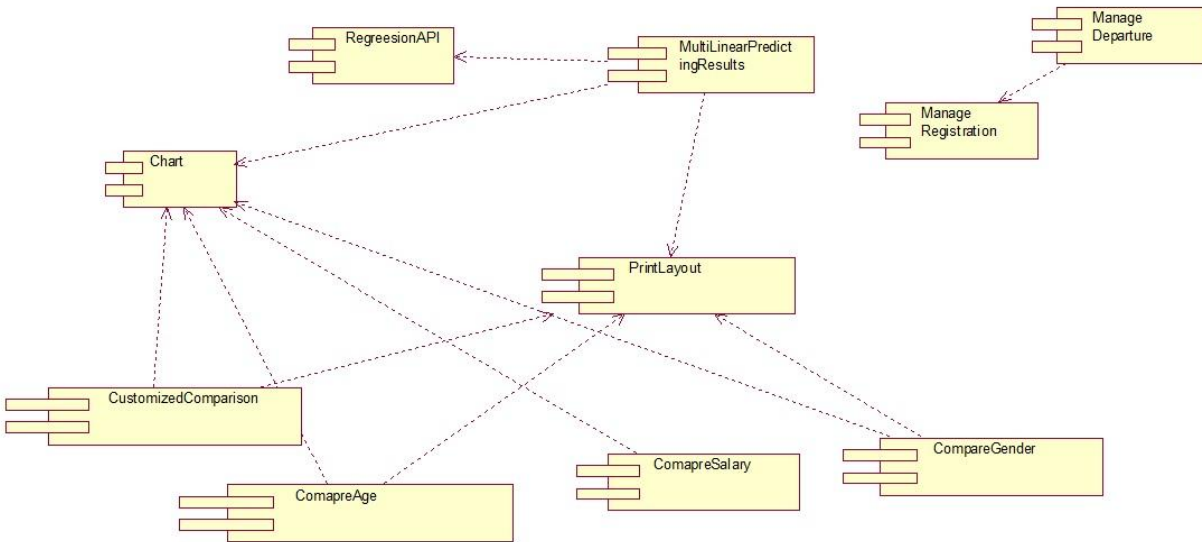 RegreesionAPI
MultiLinearPredict
ingResults
Manage
Departure
Manage
Registration
Chart
PrintLayout
CustomizedComparison
ComapreAge
ComapreSalary
CompareGender